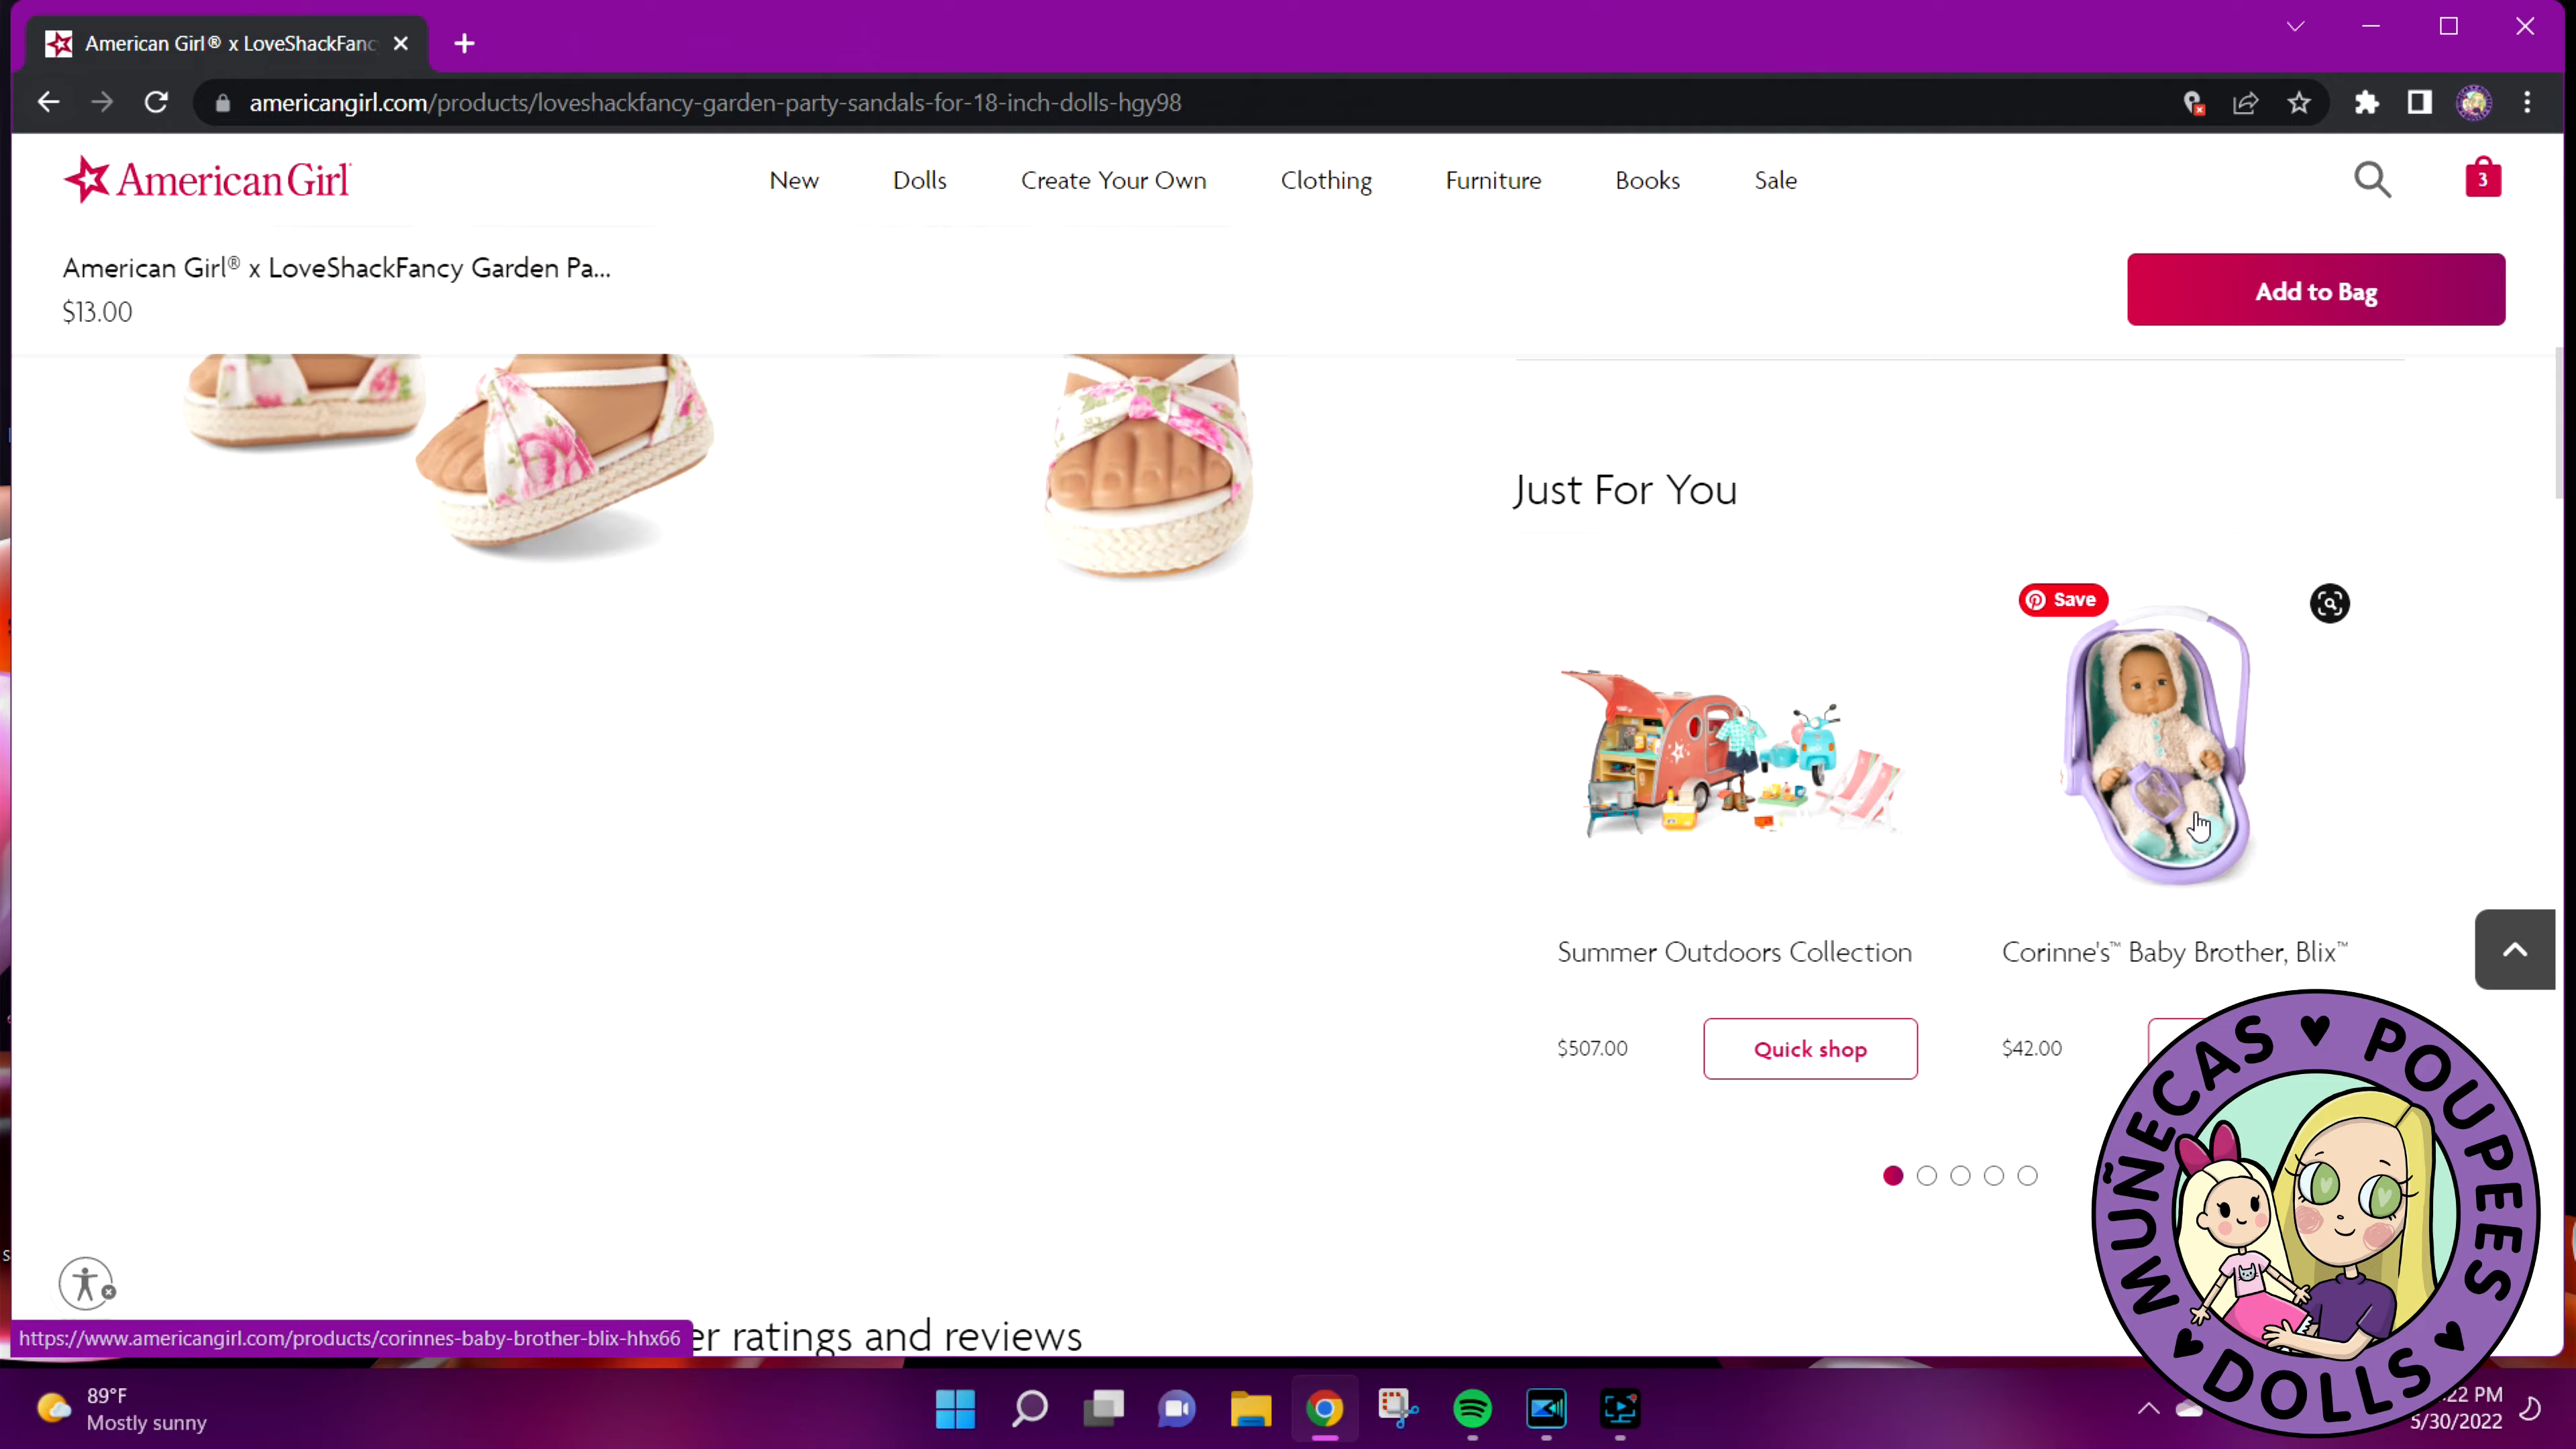 American Girl® x LoveShackFanc
americangirl.com/products/loveshackfancy-garden-party-sandals-for-18-inch-dolls-hgy98
American Girl
New
Dolls
Create Your Own
Clothing
Furniture
Books
Sale
3
American Girl® x LoveShackFancy Garden Pa...
$13.00
Add to Bag
Just For You
Save
Summer Outdoors Collection
Corinne's™ Baby Brother, Blix™
$507.00
Quick shop
$42.00
MUÑECAS ♥ POUPEES ♥ DOLLS ♥
https://www.americangirl.com/products/corinnes-baby-brother-blix-hhx66
er ratings and reviews
89°F
Mostly sunny
:22 PM
5/30/2022